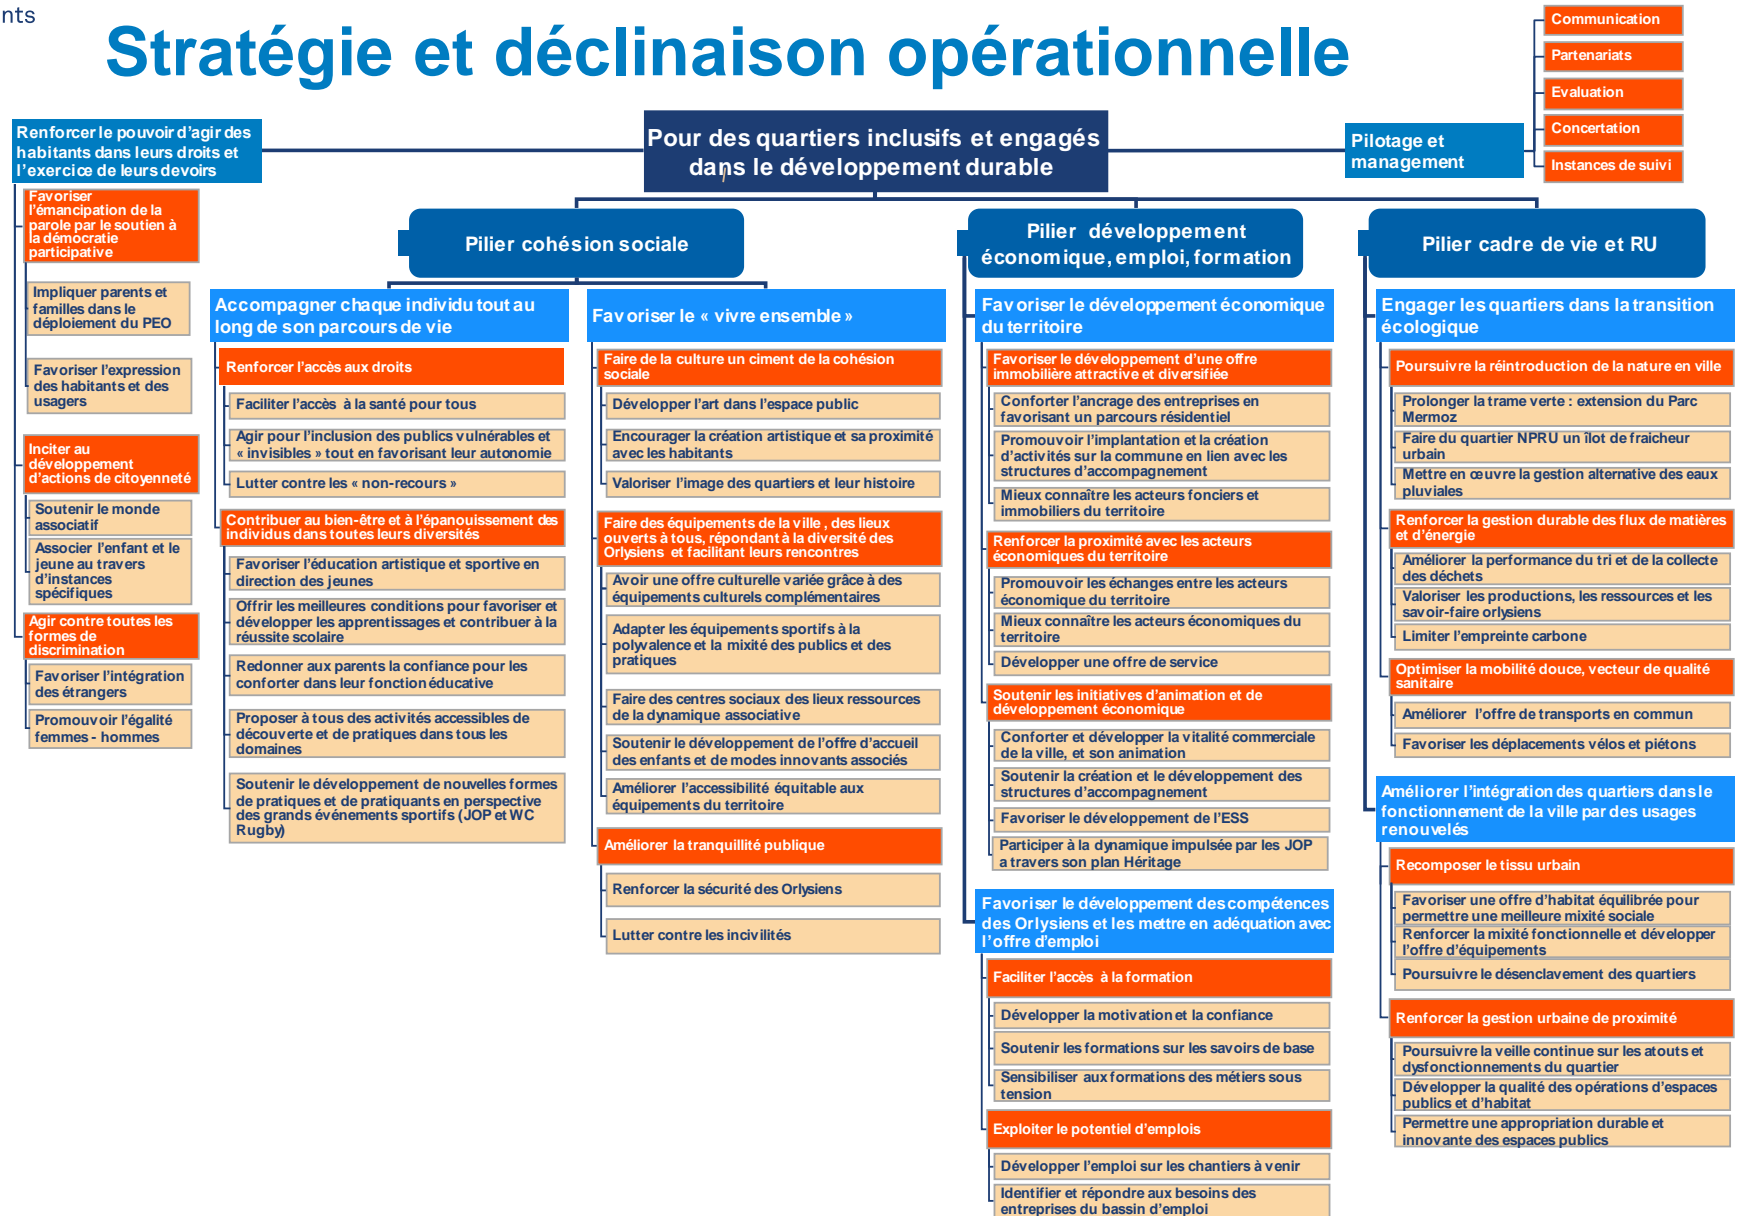 nts
Stratégie et déclinaison opérationnelle
Communication
Partenariats
Evaluation
Concertation
Instances de suivi
Pilotage et
management
Pour des quartiers inclusifs et engagés
dans le développement durable
Renforcer le pouvoir d'agir des
habitants dans leurs droits et
l'exercice de leurs devoirs
Favoriser
l'émancipation de la
parole par le soutien à
la démocratie
participative
Impliquer parents et
familles dans le
déploiement du PEO
Favoriser l'expression
des habitants et des
usagers
Inciter au
développement
d'actions de citoyenneté
Soutenir le monde
associatif
Associer l'enfant et le
jeune au travers
d'instances
spécifiques
Agir contre toutes les
formes de
discrimination
Favoriser l'intégration
des étrangers
Promouvoir l'égalité
femmes - hommes
Pilier cohésion sociale
Accompagner chaque individu tout au
long de son parcours de vie
Renforcer l'accès aux droits
Faciliter l'accès à la santé pour tous
Agir pour l'inclusion des publics vulnérables et
« invisibles » tout en favorisant leur autonomie
Lutter contre les « non-recours »
Contribuer au bien-être et à l'épanouissement des
individus dans toutes leurs diversités
Favoriser l'éducation artistique et sportive en
direction des jeunes
Offrir les meilleures conditions pour favoriser et
développer les apprentissages et contribuer à la
réussite scolaire
Redonner aux parents la confiance pour les
conforter dans leur fonction éducative
Proposer à tous des activités accessibles de
découverte et de pratiques dans tous les
domaines
Soutenir le développement de nouvelles formes
de pratiques et de pratiquants en perspective
des grands événements sportifs (JOP et WC
Rugby)
Favoriser le « vivre ensemble »
Faire de la culture un ciment de la cohésion
sociale
Développer l'art dans l'espace public
Encourager la création artistique et sa proximité
avec les habitants
Valoriser l'image des quartiers et leur histoire
Faire des équipements de la ville , des lieux
ouverts à tous, répondant à la diversité des
Orlysiens et facilitant leurs rencontres
Avoir une offre culturelle variée grâce à des
équipements culturels complémentaires
Adapter les équipements sportifs à la
polyvalence et la mixité des publics et des
pratiques
Faire des centres sociaux des lieux ressources
de la dynamique associative
Soutenir le développement de l'offre d'accueil
des enfants et de modes innovants associés
Améliorer l'accessibilité équitable aux
équipements du territoire
Améliorer la tranquillité publique
Renforcer la sécurité des Orlysiens
Lutter contre les incivilités
Pilier développement
économique, emploi, formation
Favoriser le développement économique
du territoire
Favoriser le développement d'une offre
immobilière attractive et diversifiée
Conforter l'ancrage des entreprises en
favorisant un parcours résidentiel
Promouvoir l'implantation et la création
d'activités sur la commune en lien avec les
structures d'accompagnement
Mieux connaître les acteurs fonciers et
immobiliers du territoire
Renforcer la proximité avec les acteurs
économiques du territoire
Promouvoir les échanges entre les acteurs
économique du territoire
Mieux connaître les acteurs économiques du
territoire
Développer une offre de service
Soutenir les initiatives d'animation et de
développement économique
Conforter et développer la vitalité commerciale
de la ville, et son animation
Soutenir la création et le développement des
structures d'accompagnement
Favoriser le développement de l'ESS
Participer à la dynamique impulsée par les JOP
a travers son plan Héritage
Favoriser le développement des compétences
des Orlysiens et les mettre en adéquation avec
l'offre d'emploi
Faciliter l'accès à la formation
Développer la motivation et la confiance
Soutenir les formations sur les savoirs de base
Sensibiliser aux formations des métiers sous
tension
Exploiter le potentiel d'emplois
Développer l'emploi sur les chantiers à venir
Identifier et répondre aux besoins des
entreprises du bassin d'emploi
Pilier cadre de vie et RU
Engager les quartiers dans la transition
écologique
Poursuivre la réintroduction de la nature en ville
Prolonger la trame verte : extension du Parc
Mermoz
Faire du quartier NPRU un îlot de fraicheur
urbain
Mettre en œuvre la gestion alternative des eaux
pluviales
Renforcer la gestion durable des flux de matières
et d'énergie
Améliorer la performance du tri et de la collecte
des déchets
Valoriser les productions, les ressources et les
savoir-faire orlysiens
Limiter l'empreinte carbone
Optimiser la mobilité douce, vecteur de qualité
sanitaire
Améliorer l'offre de transports en commun
Favoriser les déplacements vélos et piétons
Améliorer l'intégration des quartiers dans le
fonctionnement de la ville par des usages
renouvelés
Recomposer le tissu urbain
Favoriser une offre d'habitat équilibrée pour
permettre une meilleure mixité sociale
Renforcer la mixité fonctionnelle et développer
l'offre d'équipements
Poursuivre le désenclavement des quartiers
Renforcer la gestion urbaine de proximité
Poursuivre la veille continue sur les atouts et
dysfonctionnements du quartier
Développer la qualité des opérations d'espaces
publics et d'habitat
Permettre une appropriation durable et
innovante des espaces publics